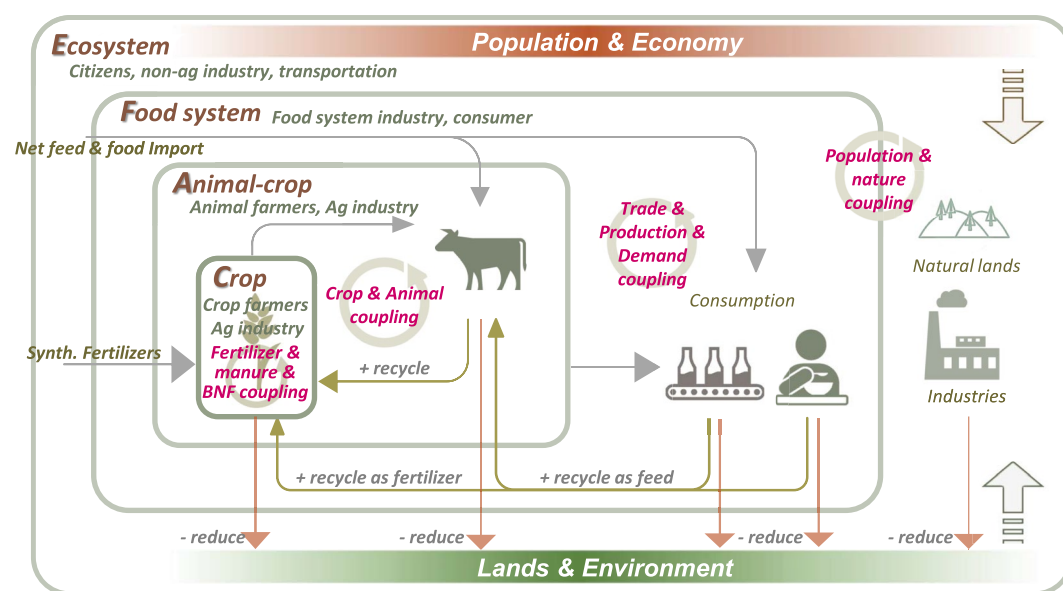 Population & Economy
Ecosystem
Citizens, non-ag industry, transportation
Food system
Food system industry, consumer
Net feed & food Import
Population &
nature
coupling
Animal-crop
Animal farmers, Ag industry
Trade &
Production &
Demand
coupling
Natural lands
Crop
Crop farmers
Ag industry
Fertilizer &
manure &
BNF coupling
Crop & Animal
coupling
Consumption
Synth. Fertilizers
+ recycle
Industries
+ recycle as fertilizer
+ recycle as feed
- reduce
- reduce
- reduce
- reduce
Lands & Environment